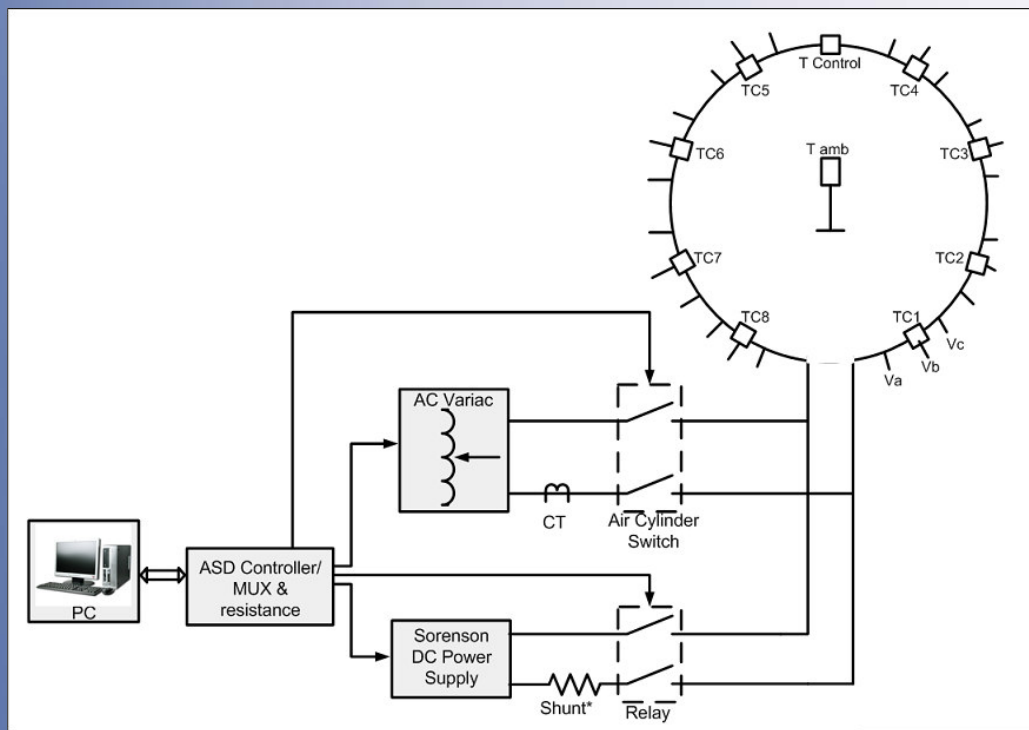 T Control
TC5
TC4
TC6
T amb
TC3
TC7
TC2
TC8
TC1
Vc
Vb
Va
AC Variac
CT
Air Cylinder
Switch
PC
ASD Controller/
MUX &
resistance
Sorenson
DC Power
Supply
Shunt*
Relay